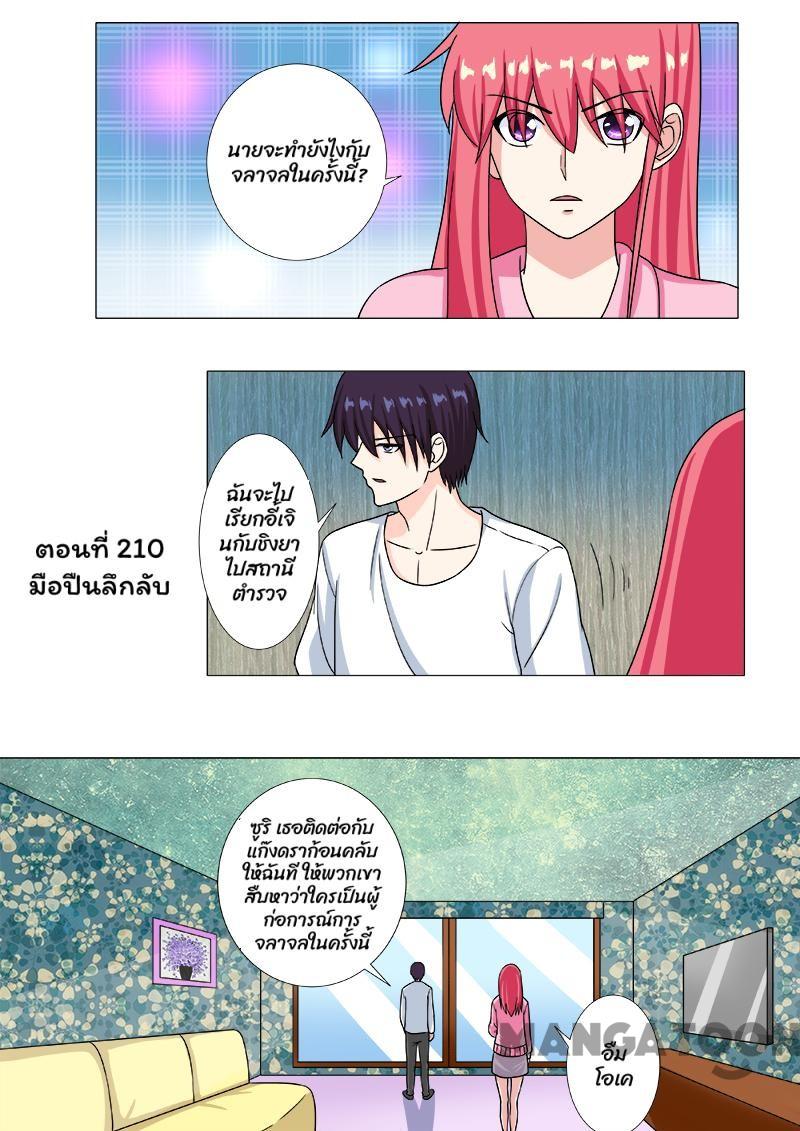 นายจะทำยังไงกับ
จลาจลในครั้งนี้?
ฉันจะไป
เรียกอี้เจิ
นกับชิงยา
ไปสถานี
ตำรวจ
ตอนที่ 210
มือปืนลึกลับ
ซูริ เธอติดต่อกับ
แก๊งดราก้อนคลับ
ให้ฉันที ให้พวกเขา
สืบหาว่าใครเป็นผู้
ก่อการณ์การ
จลาจลในครั้งนี้
อืม
โอเค
MANGATOON